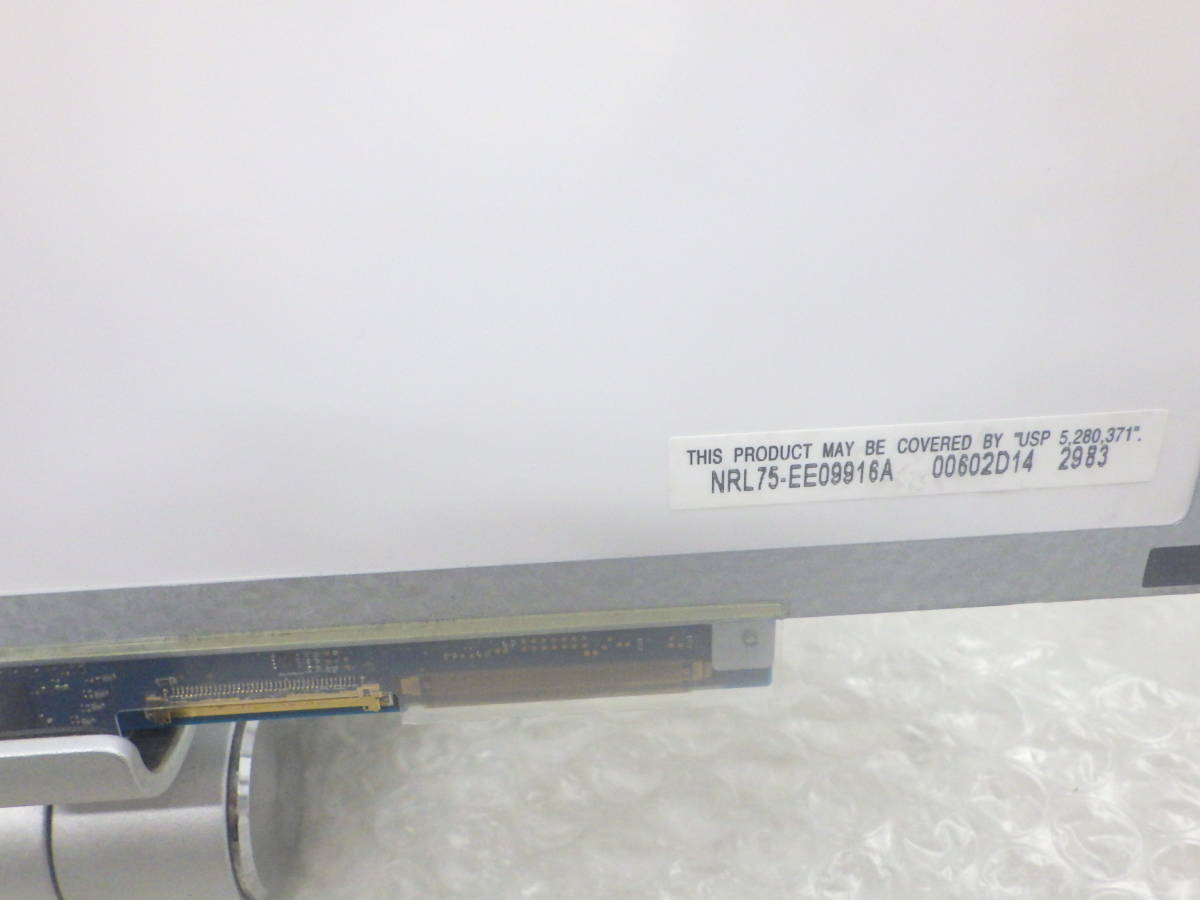 THIS PRODUCT MAY BE COVERED BY "USP 5,280,371".
NRL75-EE09916A 00602D14 2983